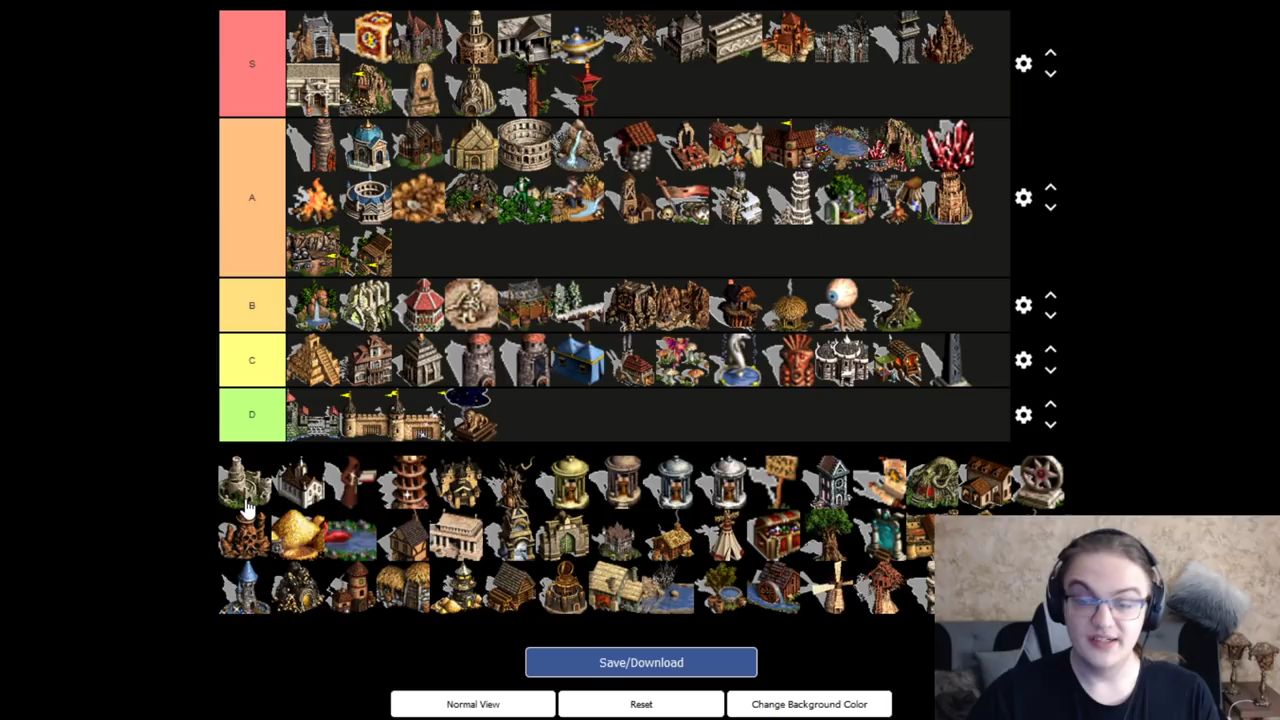 S
A
B
C
D
Save/Download
Normal View
Reset
Change Background Color